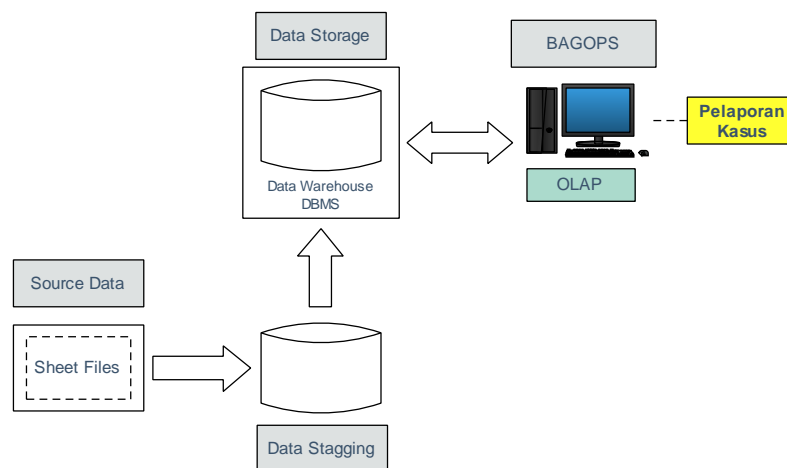 Data Storage
BAGOPS
Data Warehouse
DBMS
OLAP
Pelaporan
Kasus
Source Data
Sheet Files
Data Stagging